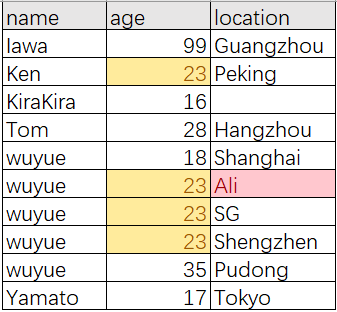 name age location
Iawa 99 Guangzhou
Ken 23 Peking
KiraKira 16
Tom 28 Hangzhou
wuyue 18 Shanghai
wuyue 23 Ali
wuyue 23 SG
wuyue 23 Shengzhen
wuyue 35 Pudong
Yamato 17 Tokyo